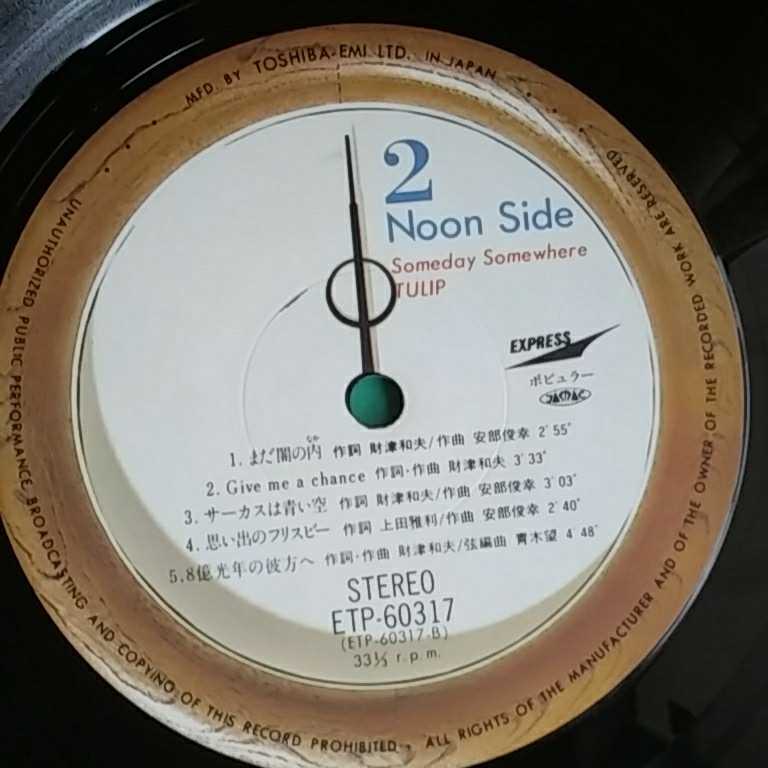 MFD. BY TOSHIBA-EMI LTD. IN JAPAN
2
Noon Side
Someday Somewhere
TULIP
EXPRESS
ポピュラー
JASRAC
1. まだ闇の内 作詞 財津和夫/作曲 安部俊幸 2'55"
なか
2. Give me a chance 作詞・作曲 財津和夫 3'33"
3. サーカスは青い空 作詞 財津和夫/作曲 安部俊幸 3'03"
4. 思い出のフリスビー 作詞 上田雅利/作曲 安部俊幸 2'40"
5. 8億光年の彼方へ 作詞・作曲 財津和夫/弦編曲 青木望 4'48"
STEREO
ETP-60317
(ETP-60317-B)
33⅓ r.p.m.
UNAUTHORIZED PUBLIC PERFORMANCE, BROADCASTING AND COPYING OF THIS RECORD PROHIBITED • ALL RIGHTS OF THE MANUFACTURER AND OF THE OWNER OF THE RECORDED WORK ARE RESERVED